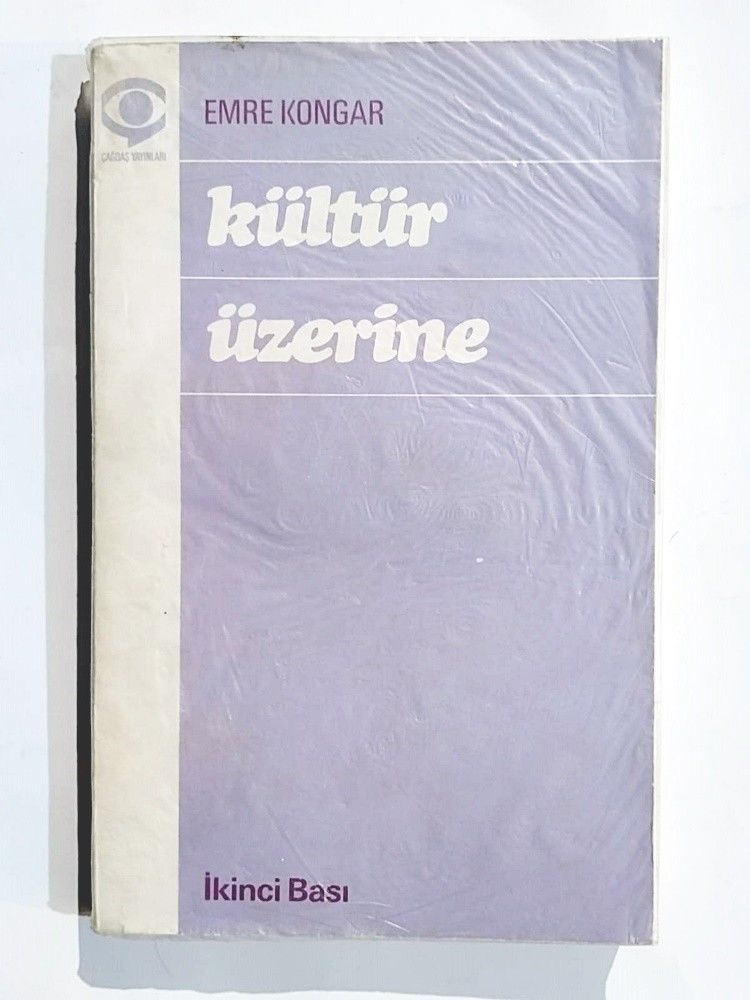 EMRE KONGAR
ÇAĞDAŞ YAYINLARI
kültür
üzerine
İkinci Bası